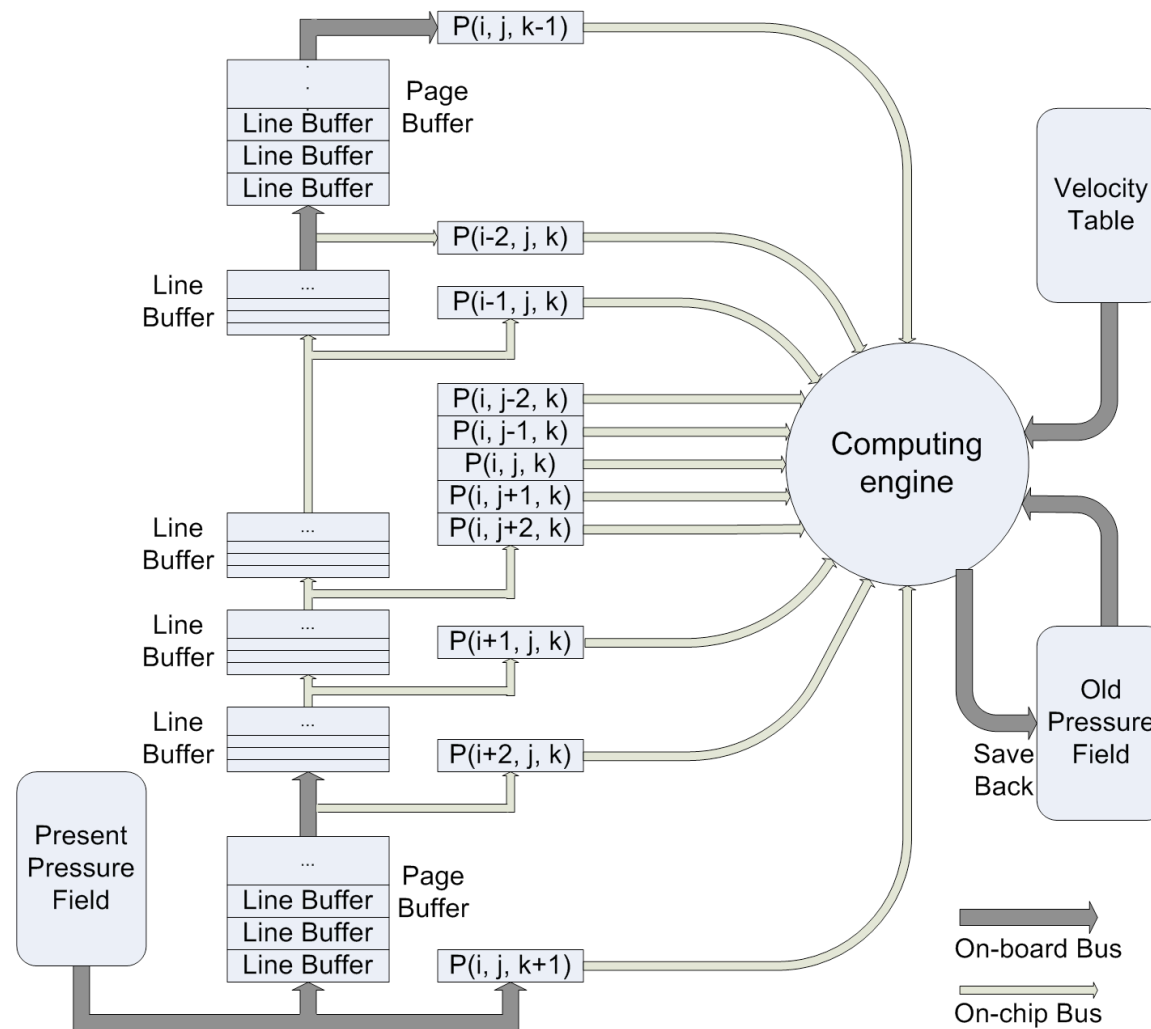 P(i, j, k-1)
.
.
.
Page
Buffer
Line Buffer
Line Buffer
Line Buffer
Velocity
Table
P(i-2, j, k)
Line
Buffer
...
P(i-1, j, k)
P(i, j-2, k)
P(i, j-1, k)
P(i, j, k)
P(i, j+1, k)
P(i, j+2, k)
Computing
engine
Line
Buffer
...
Line
Buffer
...
P(i+1, j, k)
Line
Buffer
...
P(i+2, j, k)
Old
Pressure
Field
Save
Back
Present
Pressure
Field
...
Page
Buffer
Line Buffer
Line Buffer
Line Buffer
P(i, j, k+1)
On-board Bus
On-chip Bus